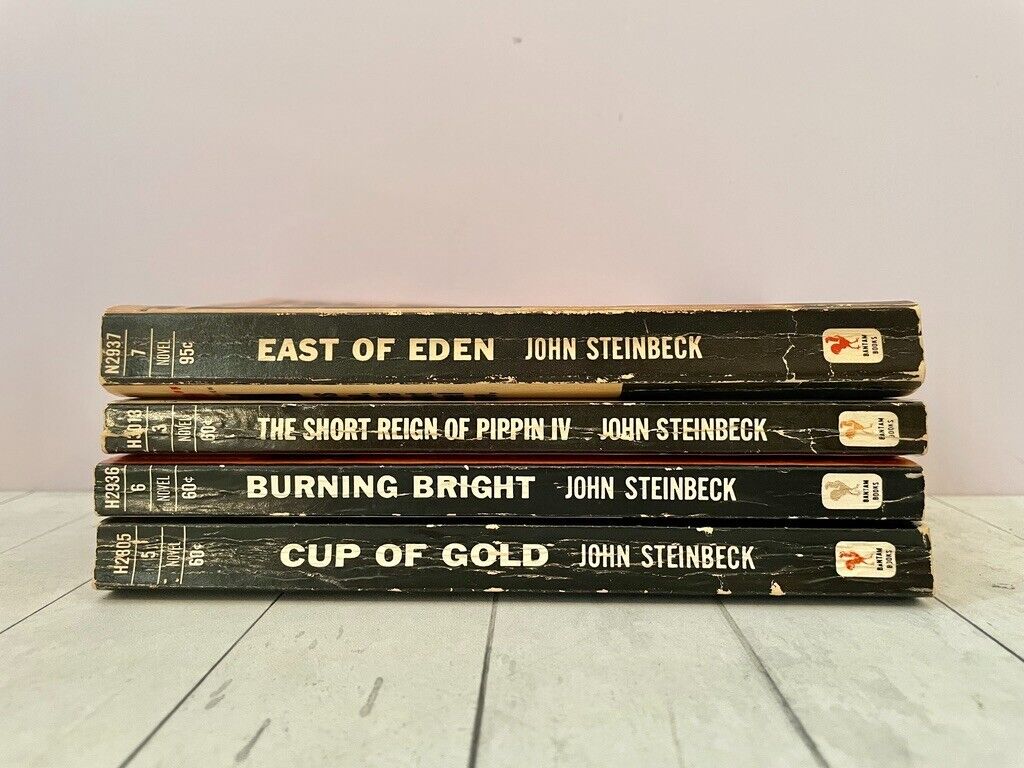 N2937 7 NOVEL 95¢ EAST OF EDEN JOHN STEINBECK BANTAM BOOKS
H3018 3 NOVEL 60¢ THE SHORT REIGN OF PIPPIN IV JOHN STEINBECK BANTAM BOOKS
H2936 6 NOVEL 60¢ BURNING BRIGHT JOHN STEINBECK BANTAM BOOKS
H2805 5 NOVEL 60¢ CUP OF GOLD JOHN STEINBECK BANTAM BOOKS